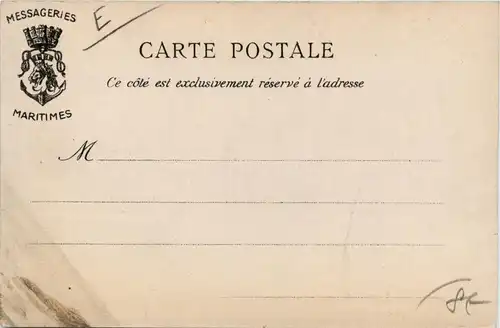 MESSAGERIES
MARITIMES
E
CARTE POSTALE
Ce côté est exclusivement réservé à l'adresse
M